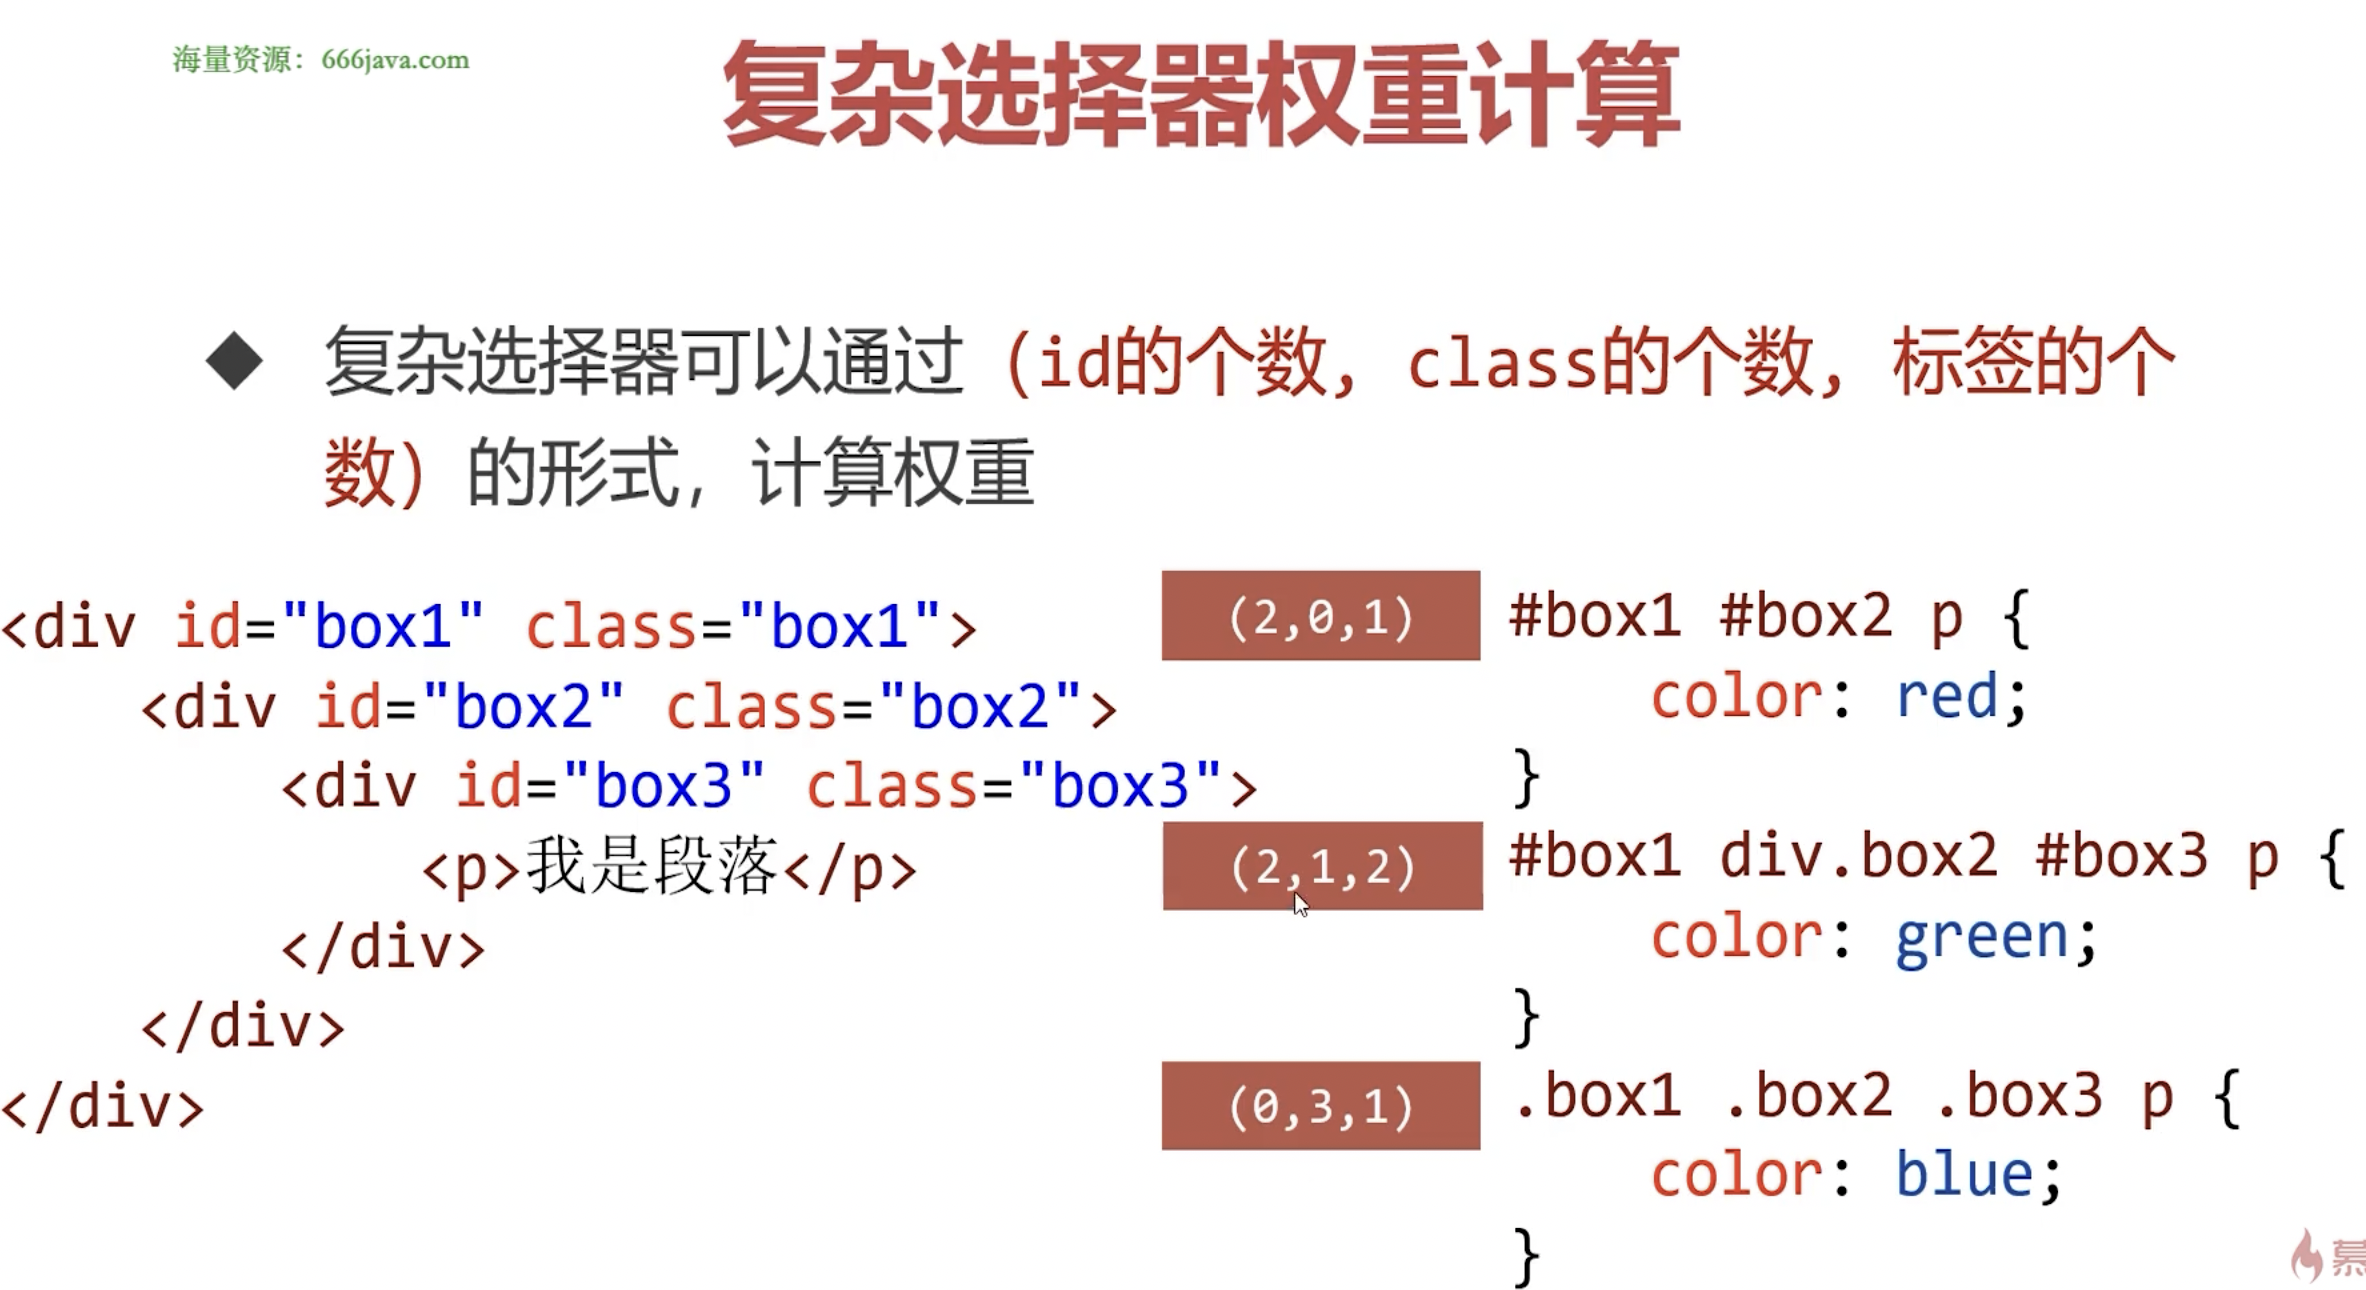 海量资源：666java.com
复杂选择器权重计算
◆ 复杂选择器可以通过（id的个数，class的个数，标签的个
数）的形式，计算权重
<div id="box1" class="box1">
    <div id="box2" class="box2">
        <div id="box3" class="box3">
            <p>我是段落</p>
        </div>
    </div>
</div>
(2,0,1)
#box1 #box2 p {
    color: red;
}
(2,1,2)
#box1 div.box2 #box3 p {
    color: green;
}
(0,3,1)
.box1 .box2 .box3 p {
    color: blue;
}
慕